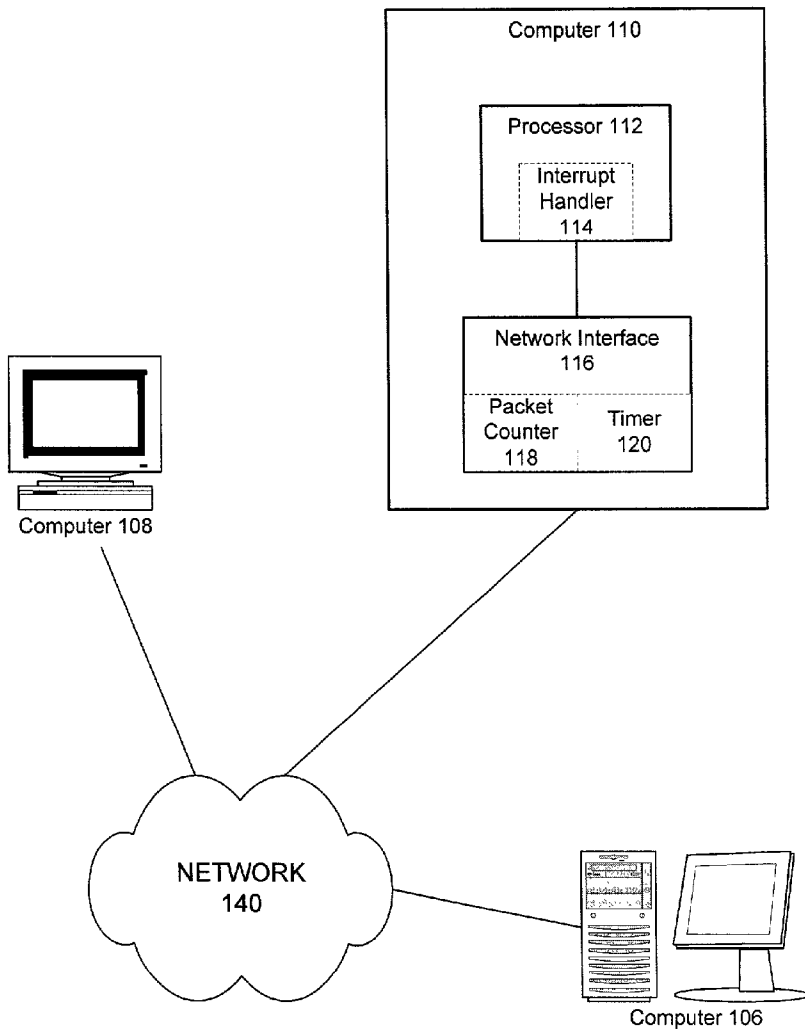 Computer 110
Processor 112
Interrupt
Handler
114
Network Interface
116
Packet
Counter
118
Timer
120
Computer 108
NETWORK
140
Computer 106